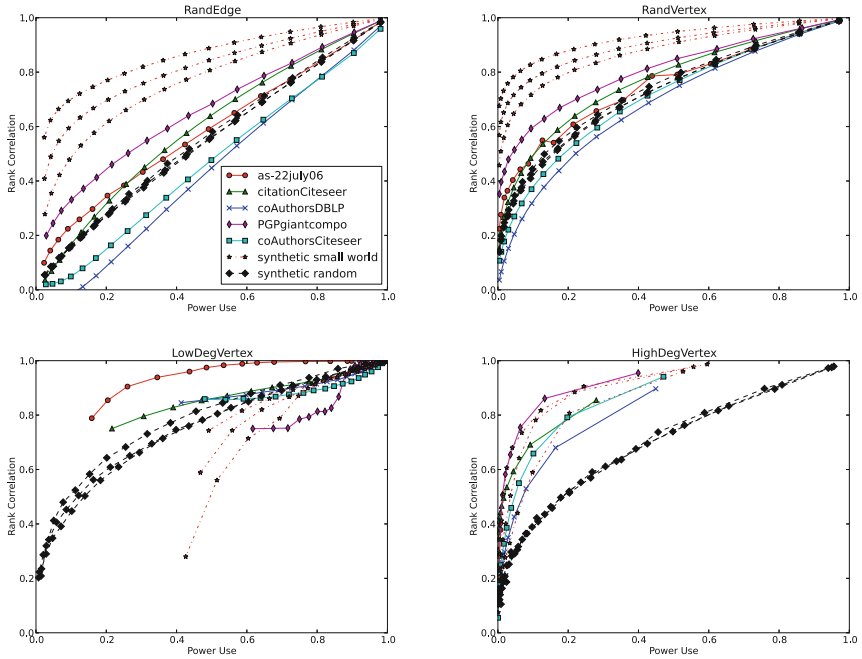 RandEdge
1.0
0.8
0.6
0.4
0.2
0.0
Rank Correlation
0.0 0.2 0.4 0.6 0.8 1.0
Power Use
as-22july06
citationCiteseer
coAuthorsDBLP
PGPgiantcompo
coAuthorsCiteseer
synthetic small world
synthetic random
RandVertex
1.0
0.8
0.6
0.4
0.2
0.0
Rank Correlation
0.0 0.2 0.4 0.6 0.8 1.0
Power Use
LowDegVertex
1.0
0.8
0.6
0.4
0.2
0.0
Rank Correlation
0.0 0.2 0.4 0.6 0.8 1.0
Power Use
HighDegVertex
1.0
0.8
0.6
0.4
0.2
0.0
Rank Correlation
0.0 0.2 0.4 0.6 0.8 1.0
Power Use